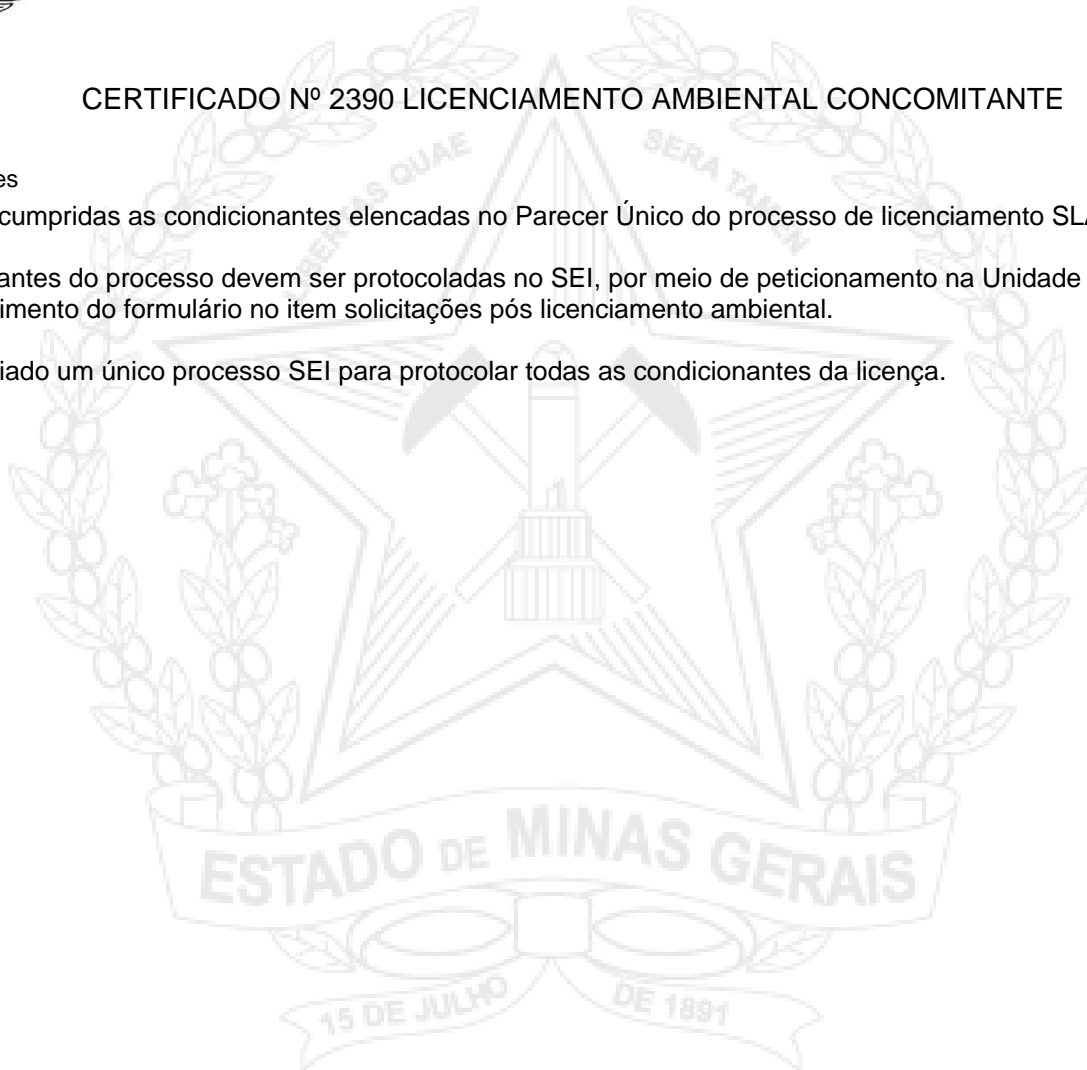 CERTIFICADO Nº 2390 LICENCIAMENTO AMBIENTAL CONCOMITANTE
es
cumpridas as condicionantes elencadas no Parecer Único do processo de licenciamento SLA
antes do processo devem ser protocoladas no SEI, por meio de peticionamento na Unidade
imento do formulário no item solicitações pós licenciamento ambiental.
iado um único processo SEI para protocolar todas as condicionantes da licença.
LIBERTAS QUAE SERA TAMEN
ESTADO DE MINAS GERAIS
15 DE JULHO DE 1891